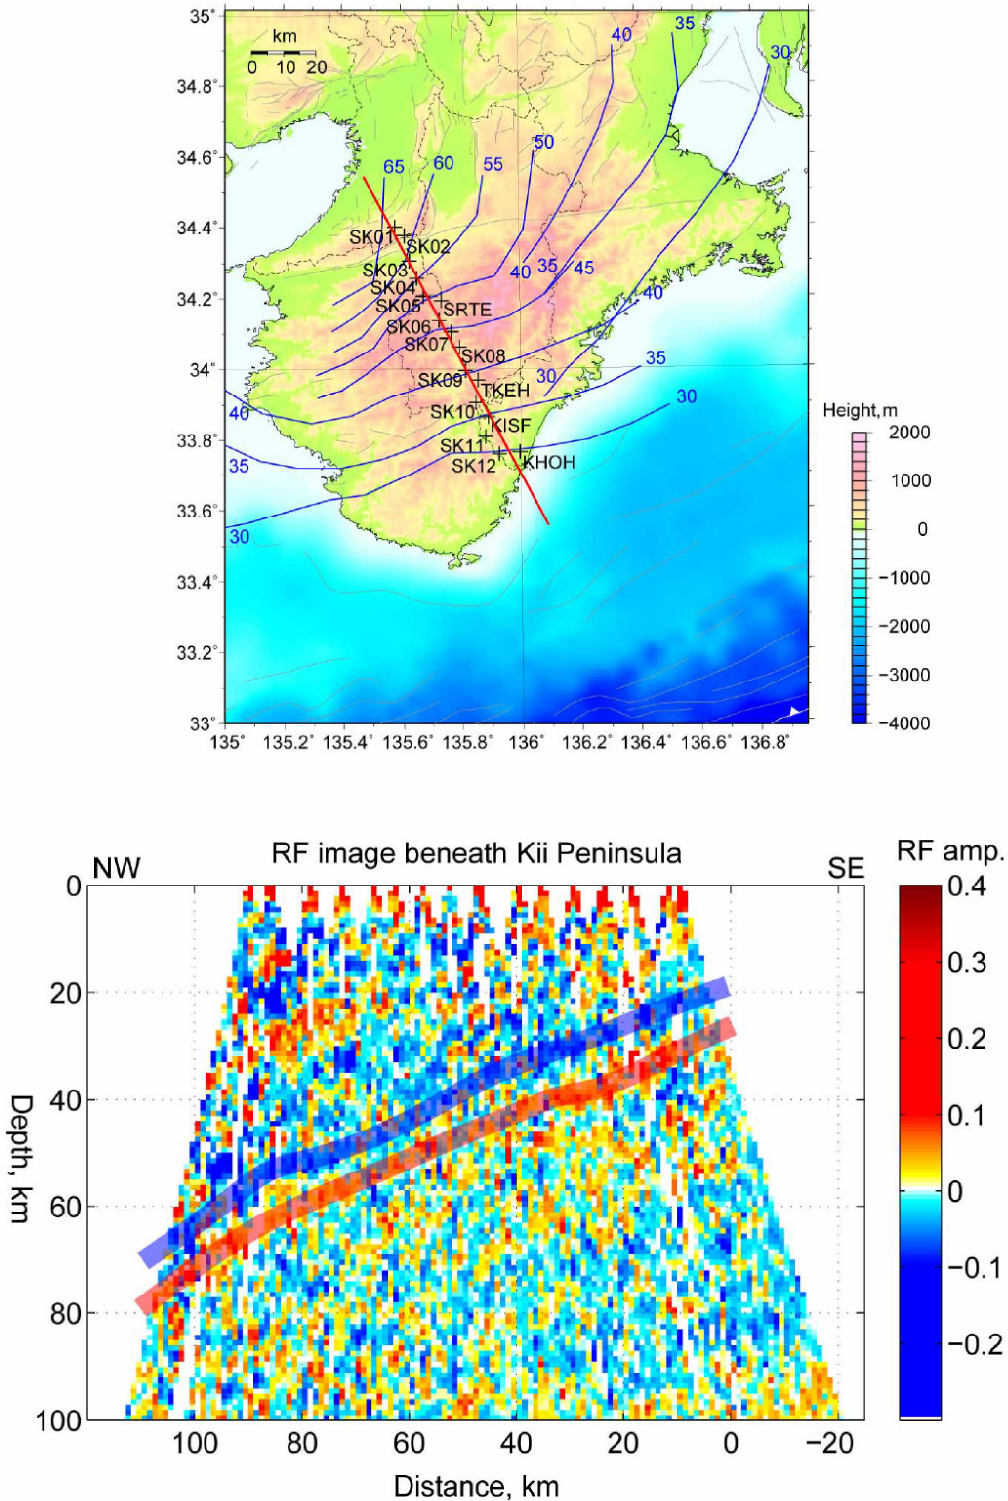 35°
34.8°
34.6°
34.4°
34.2°
34°
33.8°
33.6°
33.4°
33.2°
33°
km
0 10 20
40
35
30
65
60
55
50
SK01
SK02
SK03
SK04
SK05
SRTE
SK06
SK07
SK08
SK09
TKEH
SK10
KISF
SK11
SK12
KHOH
40
35
45
40
30
35
30
40
35
30
135°
135.2°
135.4°
135.6°
135.8°
136°
136.2°
136.4°
136.6°
136.8°
Height, m
2000
1000
0
−1000
−2000
−3000
−4000
RF image beneath Kii Peninsula
NW
SE
RF amp.
0
20
40
60
80
100
Depth, km
100 80 60 40 20 0 −20
Distance, km
0.4
0.3
0.2
0.1
0
−0.1
−0.2